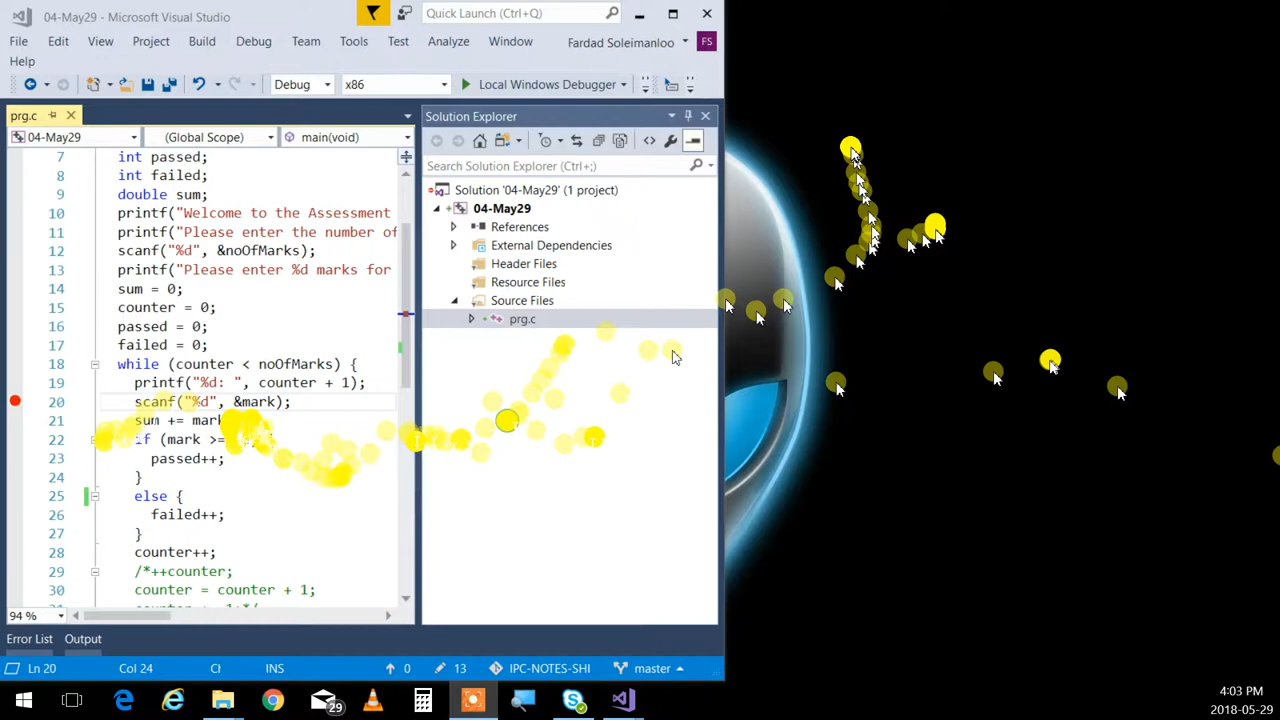 04-May29 - Microsoft Visual Studio
Quick Launch (Ctrl+Q)
File Edit View Project Build Debug Team Tools Test Analyze Window Fardad Soleimanloo FS
Help
Debug x86 Local Windows Debugger
prg.c
04-May29 (Global Scope) main(void)
7 int passed;
8 int failed;
9 double sum;
10 printf("Welcome to the Assessment
11 printf("Please enter the number of
12 scanf("%d", &noOfMarks);
13 printf("Please enter %d marks for
14 sum = 0;
15 counter = 0;
16 passed = 0;
17 failed = 0;
18 while (counter < noOfMarks) {
19 printf("%d: ", counter + 1);
20 scanf("%d", &mark);
21 sum += mark
22 if (mark >=
23 passed++;
24 }
25 else {
26 failed++;
27 }
28 counter++;
29 /*++counter;
30 counter = counter + 1;
94 %
Solution Explorer
Search Solution Explorer (Ctrl+;)
Solution '04-May29' (1 project)
04-May29
References
External Dependencies
Header Files
Resource Files
Source Files
prg.c
Error List Output
Ln 20 Col 24 INS 0 13 IPC-NOTES-SHI master
29
4:03 PM
2018-05-29